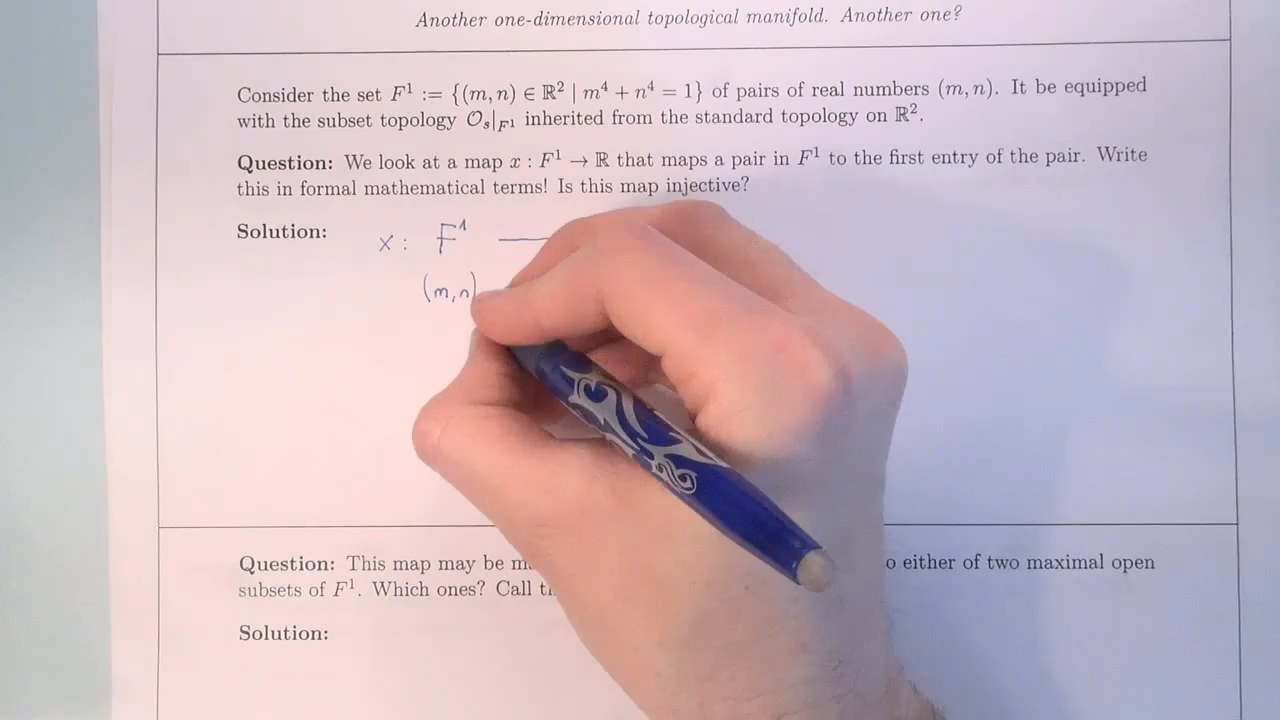 Another one-dimensional topological manifold. Another one?
Consider the set F¹ := {(m, n) ∈ ℝ² | m⁴ + n⁴ = 1} of pairs of real numbers (m, n). It be equipped
with the subset topology 𝒪ₛ|_F¹ inherited from the standard topology on ℝ².
Question: We look at a map x : F¹ → ℝ that maps a pair in F¹ to the first entry of the pair. Write
this in formal mathematical terms! Is this map injective?
Solution: x : F¹ —
(m,n)
Question: This map may be o either of two maximal open
subsets of F¹. Which ones? Call
Solution: